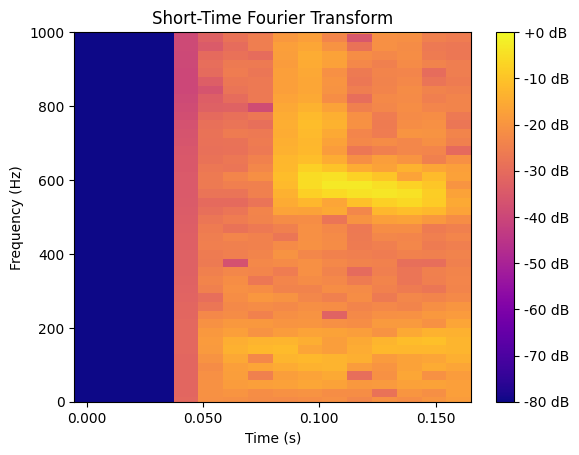 Short-Time Fourier Transform
1000
800
600
400
200
0
Frequency (Hz)
0.000
0.050
0.100
0.150
Time (s)
+0 dB
-10 dB
-20 dB
-30 dB
-40 dB
-50 dB
-60 dB
-70 dB
-80 dB